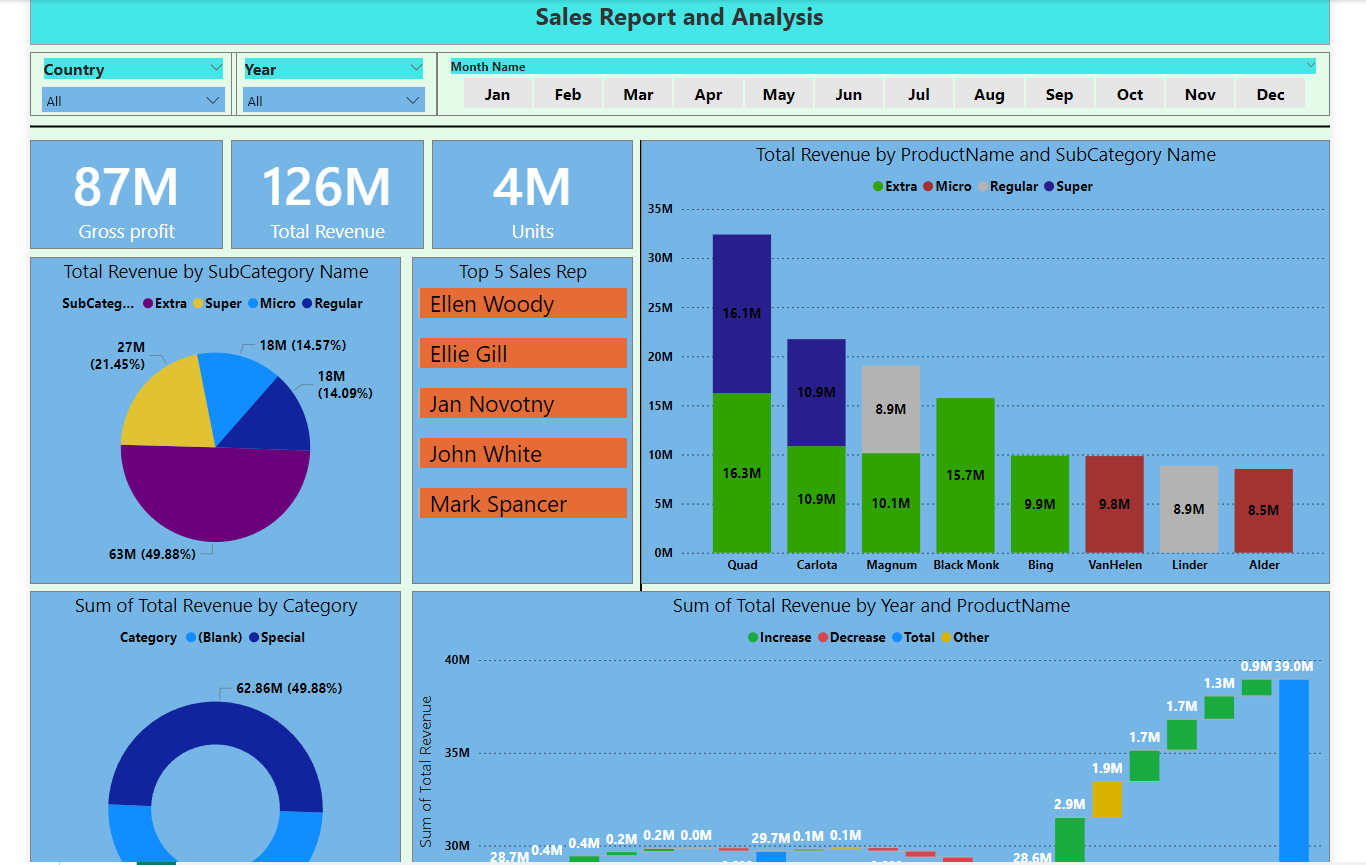 Sales Report and Analysis
Country
All
Year
All
Month Name
Jan Feb Mar Apr May Jun Jul Aug Sep Oct Nov Dec
87M
Gross profit
126M
Total Revenue
4M
Units
Total Revenue by SubCategory Name
SubCateg... Extra Super Micro Regular
27M
(21.45%)
18M (14.57%)
18M
(14.09%)
63M (49.88%)
Top 5 Sales Rep
Ellen Woody
Ellie Gill
Jan Novotny
John White
Mark Spancer
Total Revenue by ProductName and SubCategory Name
Extra Micro Regular Super
35M
30M
25M
20M
15M
10M
5M
0M
16.1M
10.9M
8.9M
16.3M
10.9M
10.1M
15.7M
9.9M
9.8M
8.9M
8.5M
Quad Carlota Magnum Black Monk Bing VanHelen Linder Alder
Sum of Total Revenue by Category
Category (Blank) Special
62.86M (49.88%)
Sum of Total Revenue by Year and ProductName
Increase Decrease Total Other
Sum of Total Revenue
40M
35M
30M
28.7M
0.4M
0.4M
0.2M
0.2M
0.0M
29.7M
0.1M
0.1M
28.6M
2.9M
1.9M
1.7M
1.7M
1.3M
0.9M
39.0M